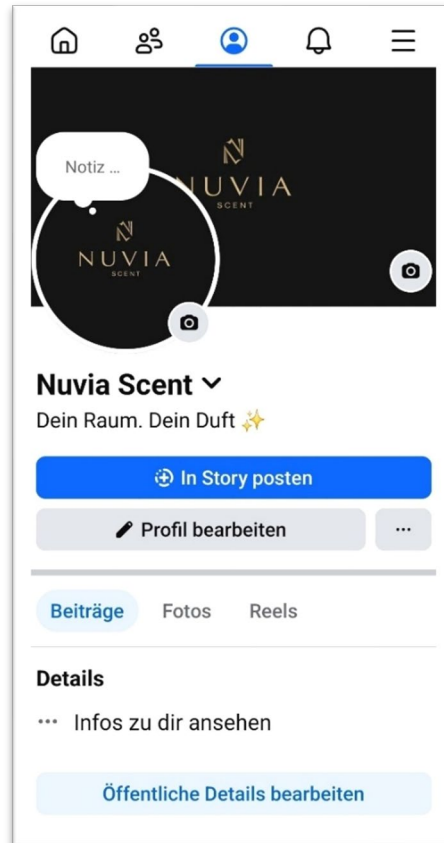 NUVIA
SCENT
Notiz ...
NUVIA
SCENT
Nuvia Scent
Dein Raum. Dein Duft ✨
In Story posten
Profil bearbeiten
...
Beiträge Fotos Reels
Details
... Infos zu dir ansehen
Öffentliche Details bearbeiten